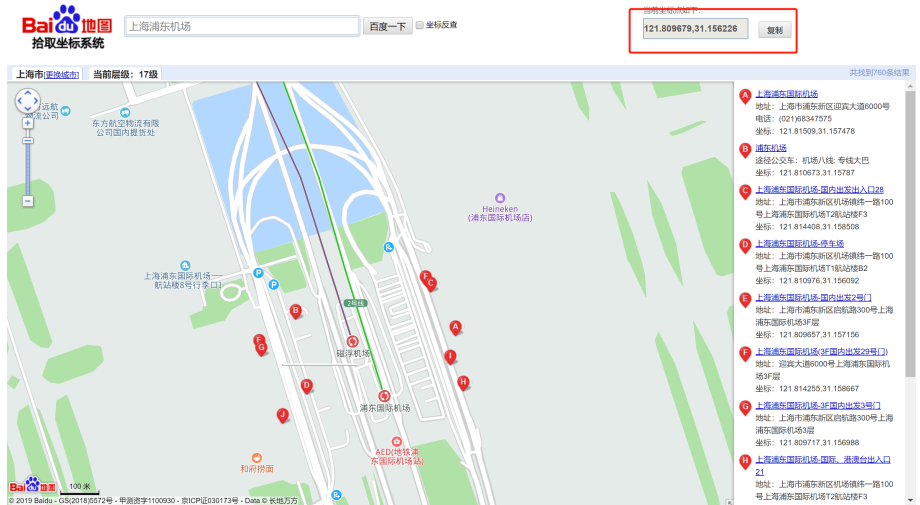 当前坐标点如下:
Baidu地图
上海浦东机场
百度一下
坐标反查
121.809679,31.156226
复制
拾取坐标系统
上海市[更换城市]
当前层级：17级
共找到760条结果
远航
流公司
东方航空物流有限
公司国内提货处
Heineken
(浦东国际机场店)
上海浦东国际机场一
航站楼8号行李口
P
P
2号线
F
C
B
A
E
G
磁浮机场
I
D
H
浦东国际机场
J
AED(地铁浦
东国际机场站)
和府捞面
Bai du 地图
100 米
© 2019 Baidu - GS(2018)5572号 - 甲测资字1100930 - 京ICP证030173号 - Data © 长地万方
A 上海浦东国际机场
地址：上海市浦东新区迎宾大道6000号
电话：(021)68347575
坐标：121.81509,31.157478
B 浦东机场
途径公交车：机场八线; 专线大巴
坐标：121.810673,31.15787
C 上海浦东国际机场-国内出发出入口28
地址：上海市浦东新区机场镇纬一路100
号上海浦东国际机场T2航站楼F3
坐标：121.814408,31.158508
D 上海浦东国际机场-停车场
地址：上海市浦东新区机场镇纬一路100
号上海浦东国际机场T1航站楼B2
坐标：121.810976,31.156092
E 上海浦东国际机场-国内出发2号门
地址：上海市浦东新区启航路300号上海
浦东国际机场3F层
坐标：121.809657,31.157156
F 上海浦东国际机场(3F国内出发29号门)
地址：迎宾大道6000号上海浦东国际机
场3F层
坐标：121.814255,31.158667
G 上海浦东国际机场-3F国内出发3号门
地址：上海市浦东新区启航路300号上海
浦东国际机场3层
坐标：121.809717,31.156988
H 上海浦东国际机场-国际、港澳台出入口
21
地址：上海市浦东新区机场镇纬一路100
号上海浦东国际机场T2航站楼F3